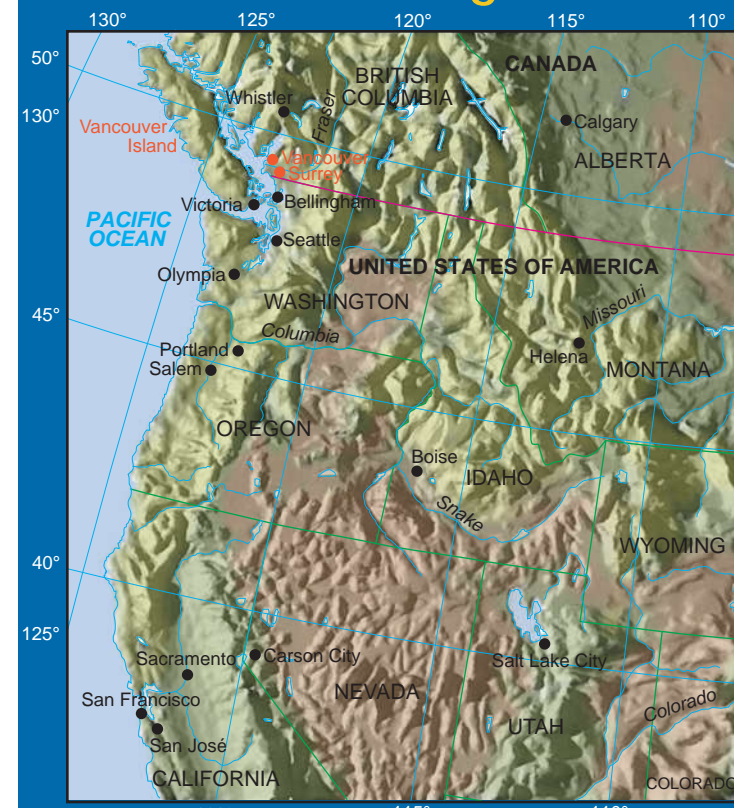 130°
125°
120°
115°
110°
50°
130°
45°
40°
125°
CANADA
BRITISH
COLUMBIA
Whistler
Fraser
Calgary
Vancouver
Island
ALBERTA
Vancouver
Surrey
Victoria
Bellingham
PACIFIC
OCEAN
Seattle
UNITED STATES OF AMERICA
Olympia
WASHINGTON
Missouri
Columbia
Portland
Helena
Salem
MONTANA
OREGON
Boise
IDAHO
Snake
WYOMING
Sacramento
Carson City
Salt Lake City
NEVADA
San Francisco
Colorado
UTAH
San José
CALIFORNIA
COLORADO